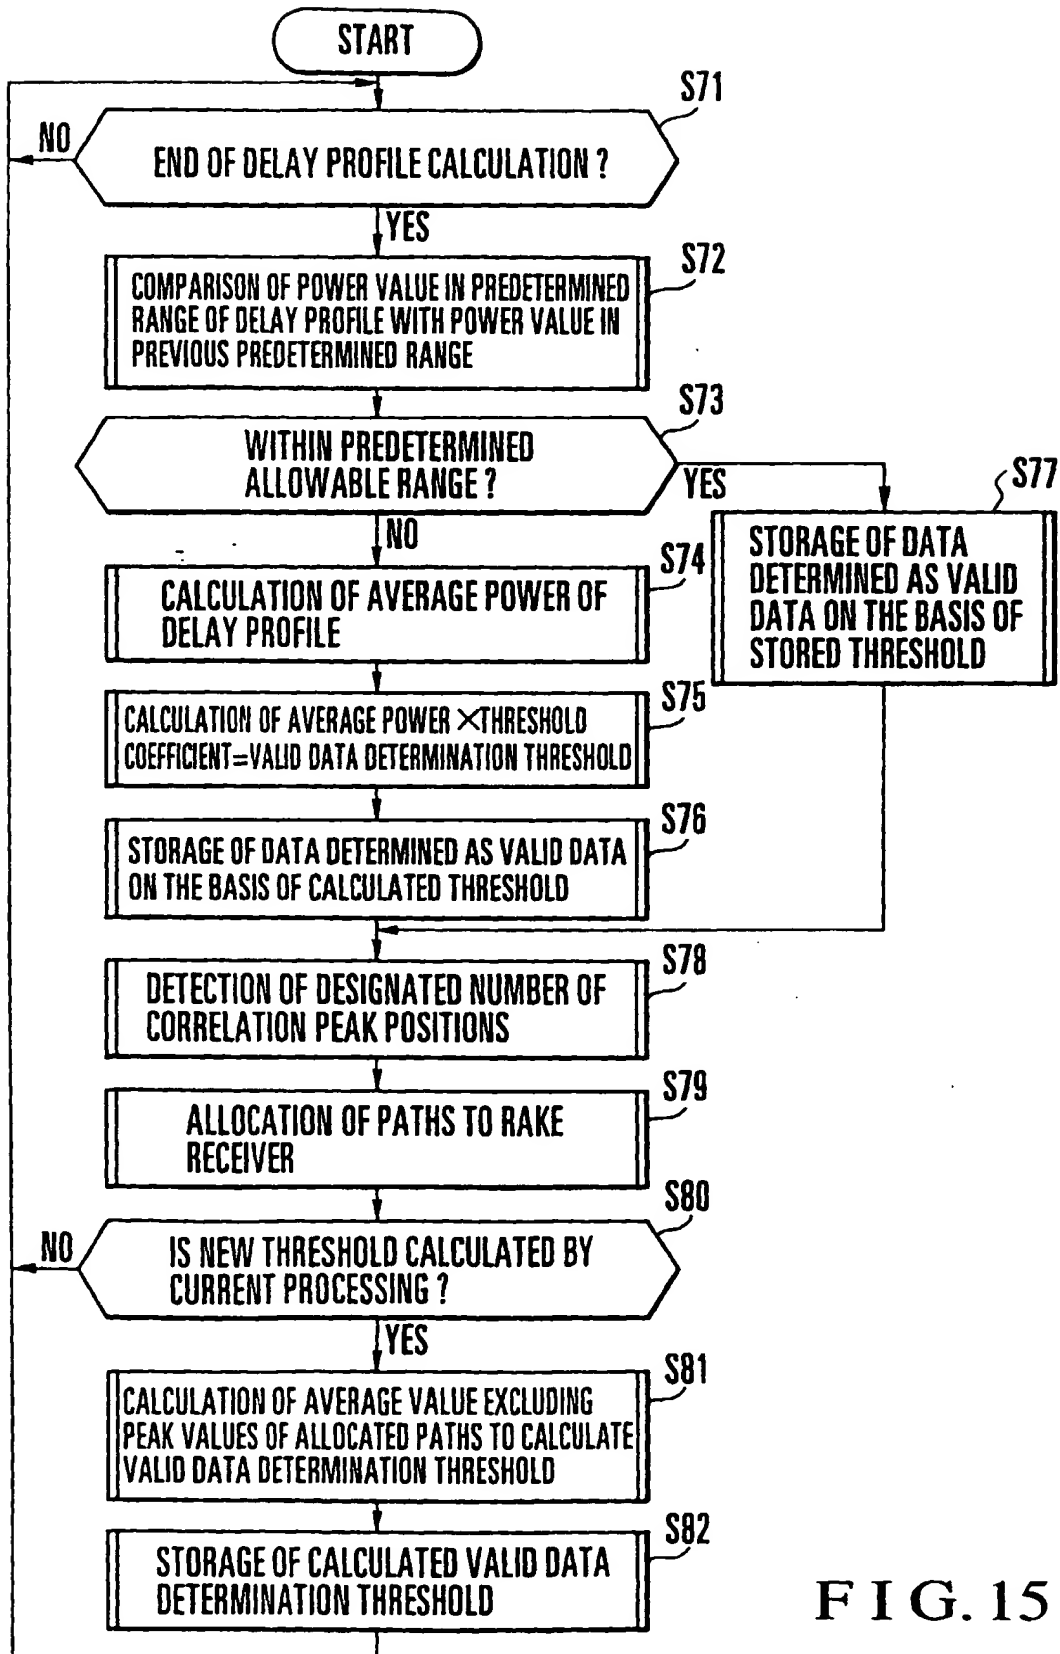 START
S71
NO
END OF DELAY PROFILE CALCULATION ?
YES
S72
COMPARISON OF POWER VALUE IN PREDETERMINED
RANGE OF DELAY PROFILE WITH POWER VALUE IN
PREVIOUS PREDETERMINED RANGE
S73
WITHIN PREDETERMINED
ALLOWABLE RANGE ?
YES
NO
S77
STORAGE OF DATA
DETERMINED AS VALID
DATA ON THE BASIS OF
STORED THRESHOLD
S74
CALCULATION OF AVERAGE POWER OF
DELAY PROFILE
S75
CALCULATION OF AVERAGE POWER ×THRESHOLD
COEFFICIENT=VALID DATA DETERMINATION THRESHOLD
S76
STORAGE OF DATA DETERMINED AS VALID DATA
ON THE BASIS OF CALCULATED THRESHOLD
S78
DETECTION OF DESIGNATED NUMBER OF
CORRELATION PEAK POSITIONS
S79
ALLOCATION OF PATHS TO RAKE
RECEIVER
S80
NO
IS NEW THRESHOLD CALCULATED BY
CURRENT PROCESSING ?
YES
S81
CALCULATION OF AVERAGE VALUE EXCLUDING
PEAK VALUES OF ALLOCATED PATHS TO CALCULATE
VALID DATA DETERMINATION THRESHOLD
S82
STORAGE OF CALCULATED VALID DATA
DETERMINATION THRESHOLD
FIG. 15